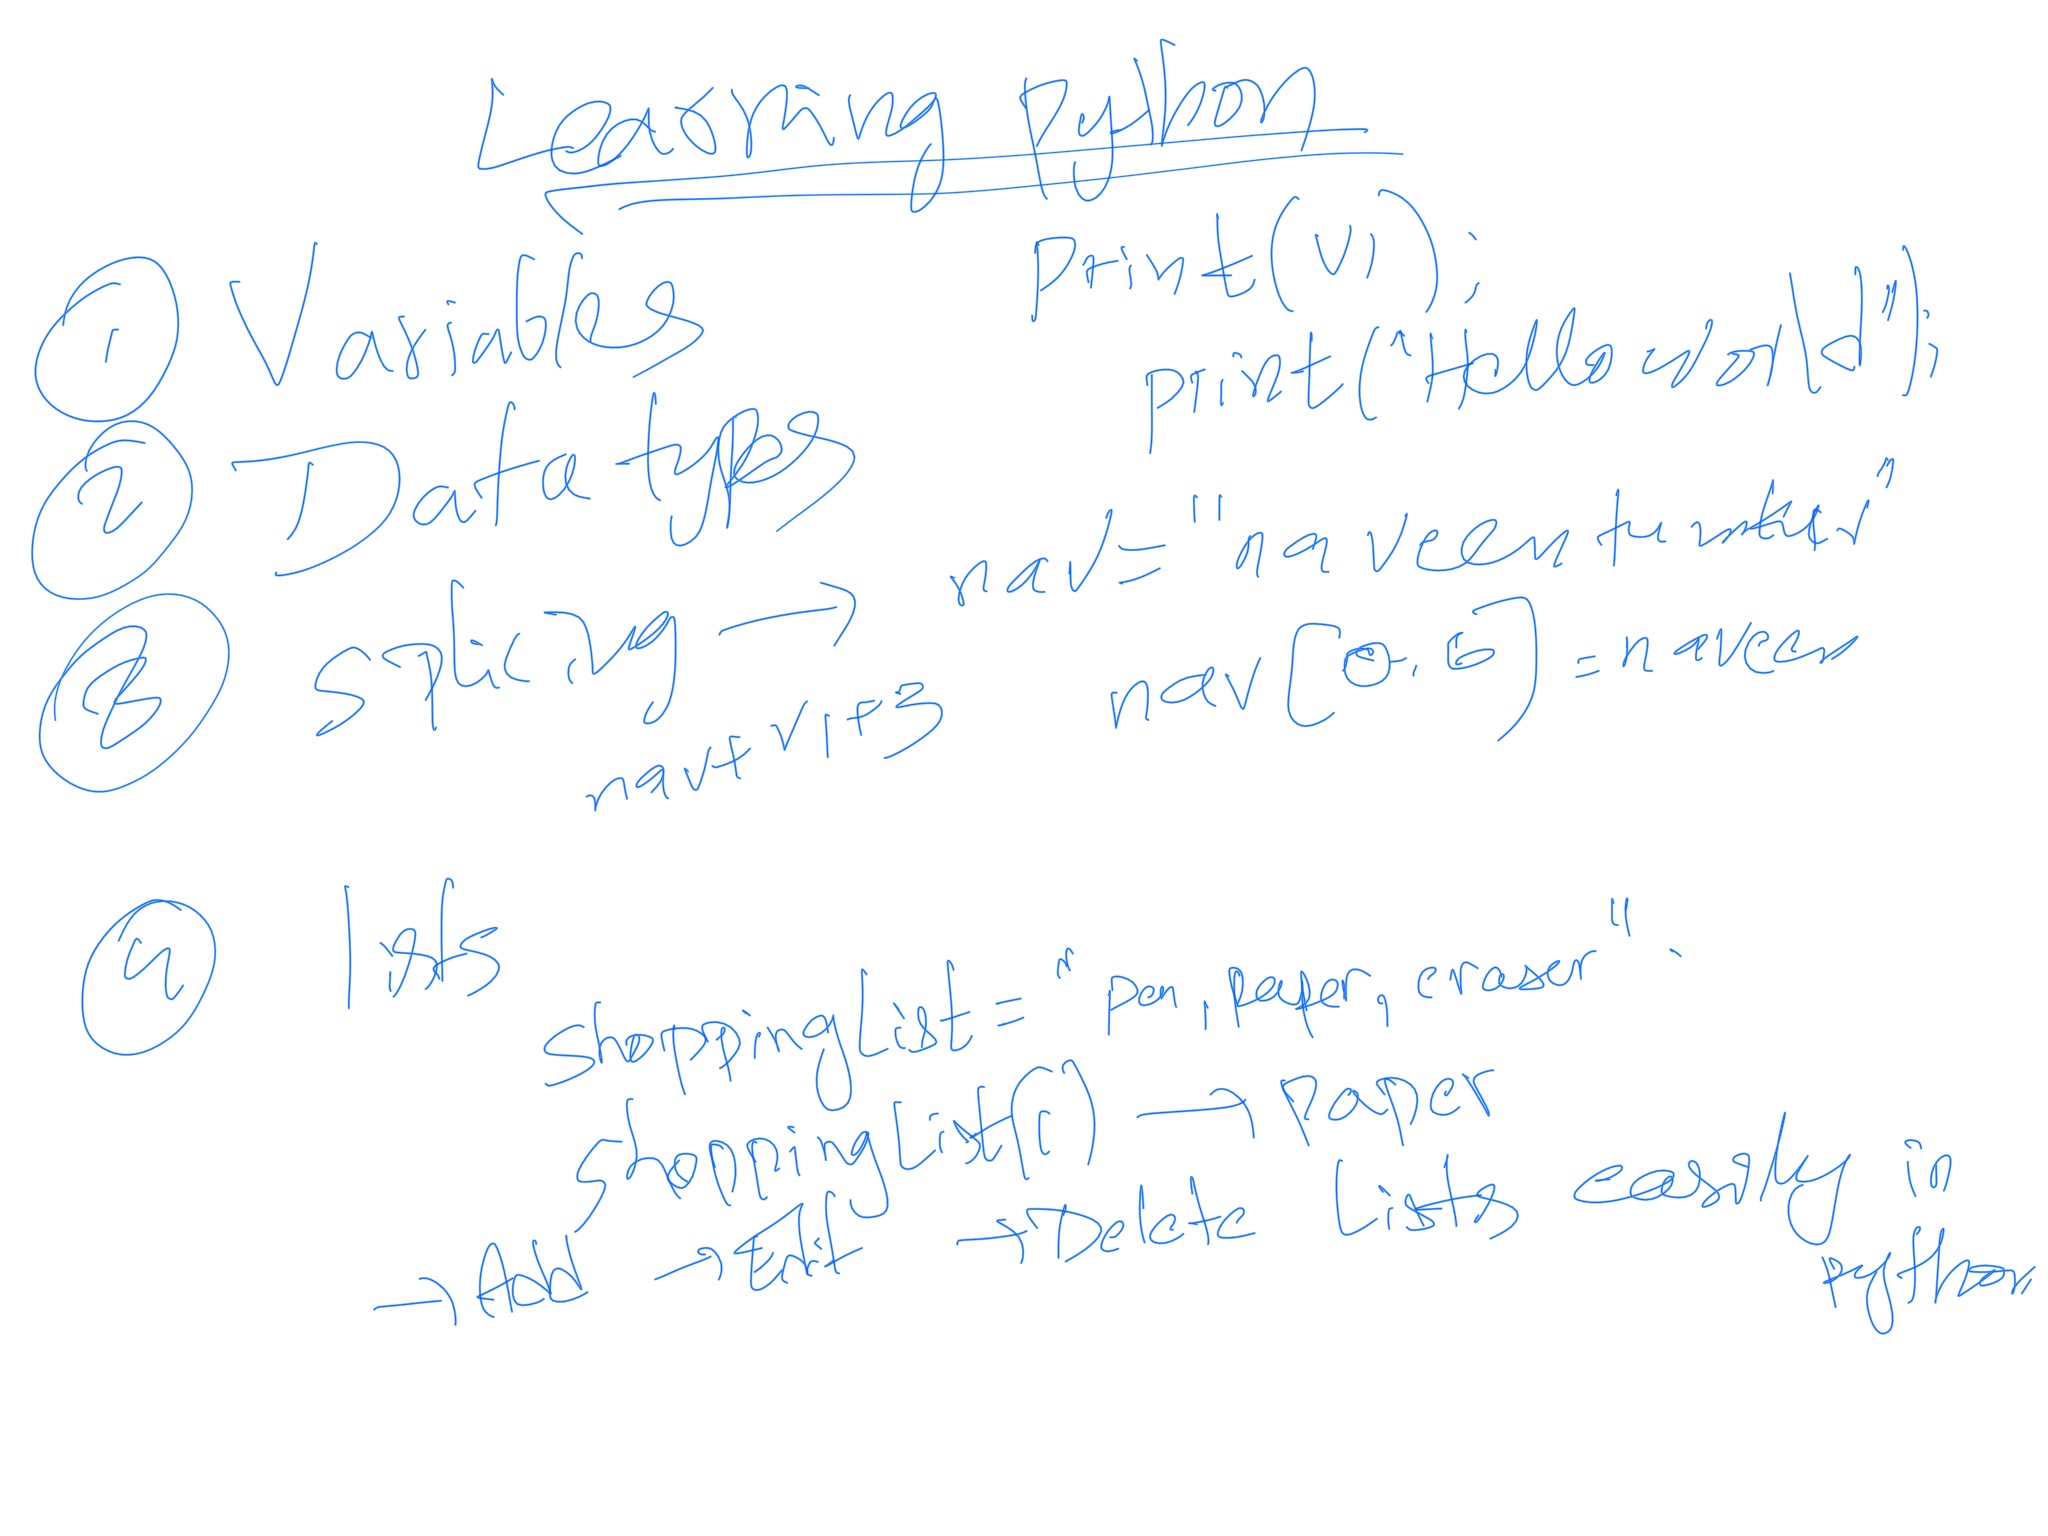 Learning Python
① Variables
print(v1);
print("Hello world");
② Data types
③ splicing →
nav="naveen
nav[0.6]=naveen
nav+v1+3
④ lists
shoppingList="pen, paper, eraser".
shoppingList(1) → paper
→ Add → Edit → Delete Lists easily in
python